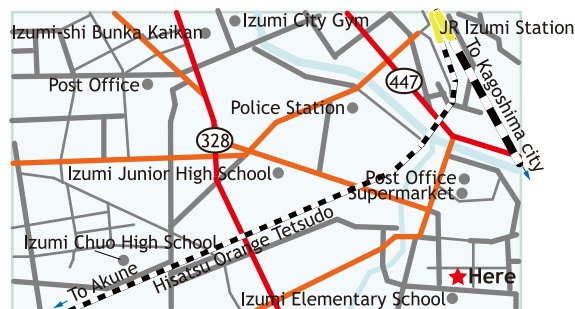 Izumi City Gym
JR Izumi Station
Izumi-shi Bunka Kaikan
To Kagoshima city
Post Office
447
Police Station
328
Izumi Junior High School
Post Office
Supermarket
Izumi Chuo High School
Hisatsu Orange Tetsudo
To Akune
Here
Izumi Elementary School